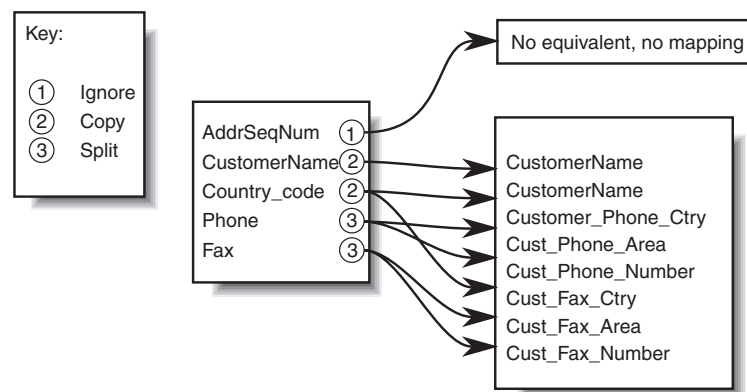 Key:
1 Ignore
2 Copy
3 Split
No equivalent, no mapping
AddrSeqNum 1
CustomerName 2
Country_code 2
Phone 3
Fax 3
CustomerName
CustomerName
Customer_Phone_Ctry
Cust_Phone_Area
Cust_Phone_Number
Cust_Fax_Ctry
Cust_Fax_Area
Cust_Fax_Number